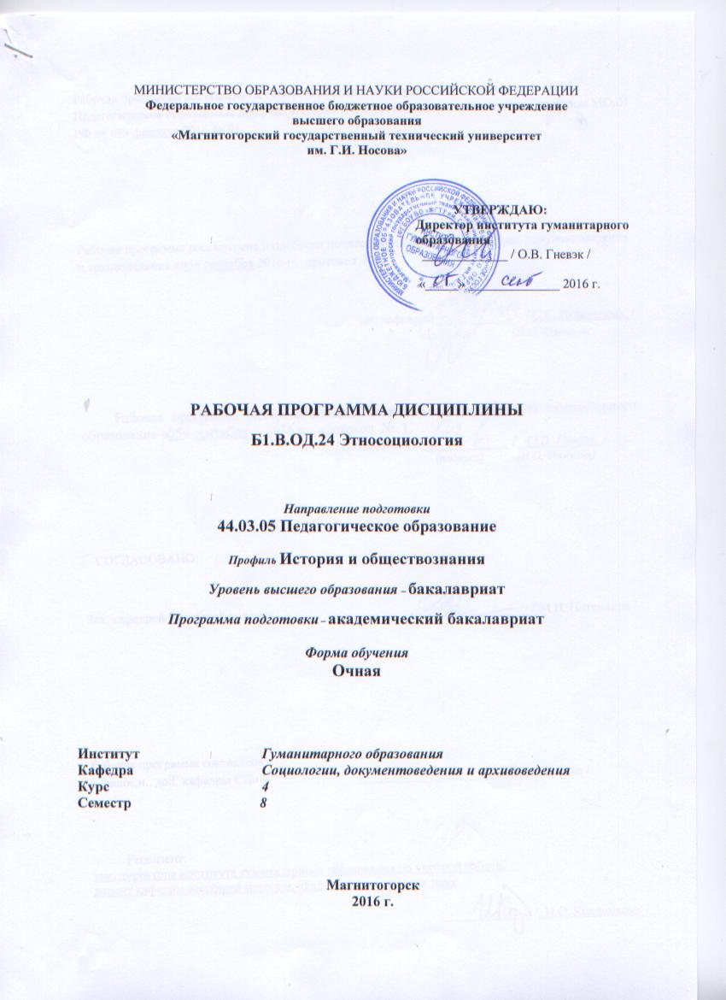 МИНИСТЕРСТВО ОБРАЗОВАНИЯ И НАУКИ РОССИЙСКОЙ ФЕДЕРАЦИИ
Федеральное государственное бюджетное образовательное учреждение
высшего образования
«Магнитогорский государственный технический университет
им. Г.И. Носова»
УТВЕРЖДАЮ:
Директор института гуманитарного
образования
/ О.В. Гневэк /
« » 2016 г.
РАБОЧАЯ ПРОГРАММА ДИСЦИПЛИНЫ
Б1.В.ОД.24 Этносоциология
Направление подготовки
44.03.05 Педагогическое образование
Профиль История и обществознания
Уровень высшего образования – бакалавриат
Программа подготовки – академический бакалавриат
Форма обучения
Очная
Институт Гуманитарного образования
Кафедра Социологии, документоведения и архивоведения
Курс 4
Семестр 8
Магнитогорск
2016 г.